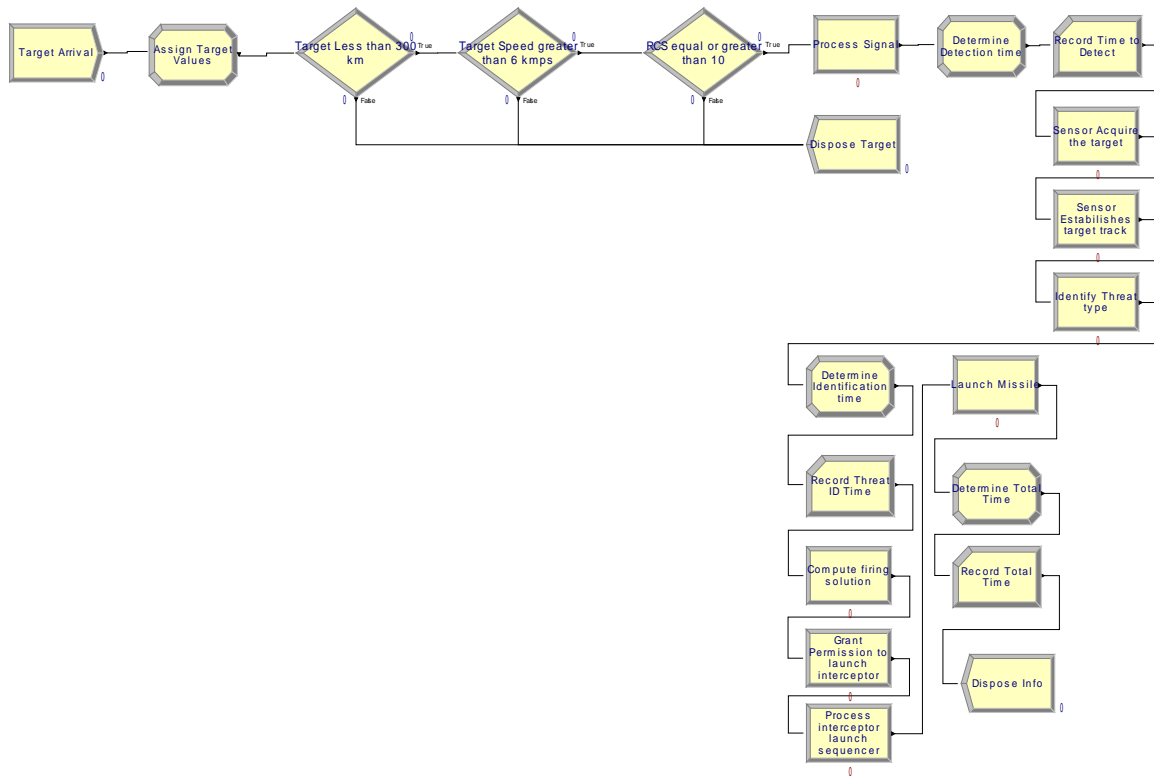 Target Arrival
0
Assign Target
Values
Target Less than 300
km
0
True
0
False
Target Speed greater
than 6 kmps
0
True
0
False
RCS equal or greater
than 10
0
True
0
False
Process Signal
0
Determine
Detection time
Record Time to
Detect
Dispose Target
0
Sensor Acquire
the target
0
Sensor
Estabilishes
target track
0
Identify Threat
type
0
Determine
Identification
time
Record Threat
ID Time
Compute firing
solution
0
Grant
Permission to
launch
interceptor
0
Process
interceptor
launch
sequencer
0
Launch Missile
0
Determine Total
Time
Record Total
Time
Dispose Info
0